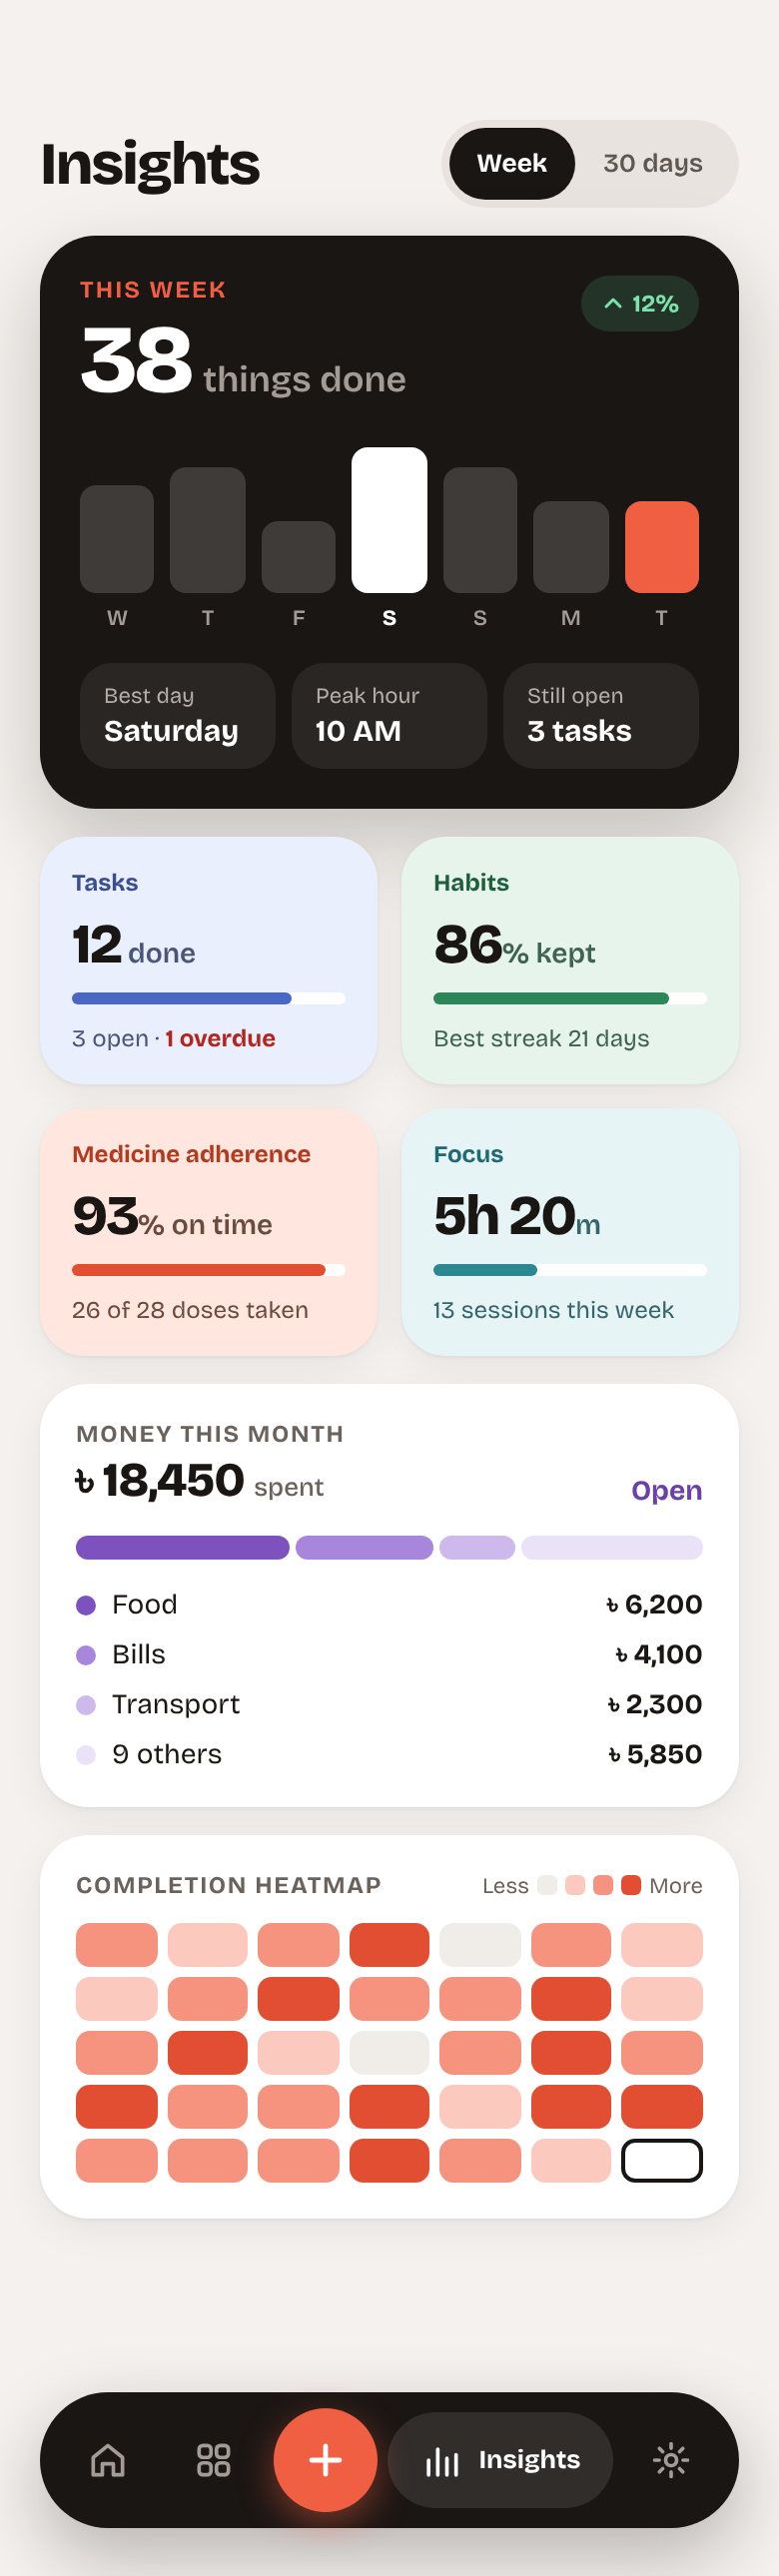 Insights
Week
30 days
THIS WEEK
12%
38 things done
W T F S S M T
Best day
Saturday
Peak hour
10 AM
Still open
3 tasks
Tasks
12 done
3 open · 1 overdue
Habits
86% kept
Best streak 21 days
Medicine adherence
93% on time
26 of 28 doses taken
Focus
5h 20m
13 sessions this week
MONEY THIS MONTH
৳ 18,450 spent
Open
Food ৳ 6,200
Bills ৳ 4,100
Transport ৳ 2,300
9 others ৳ 5,850
COMPLETION HEATMAP
Less More
Insights